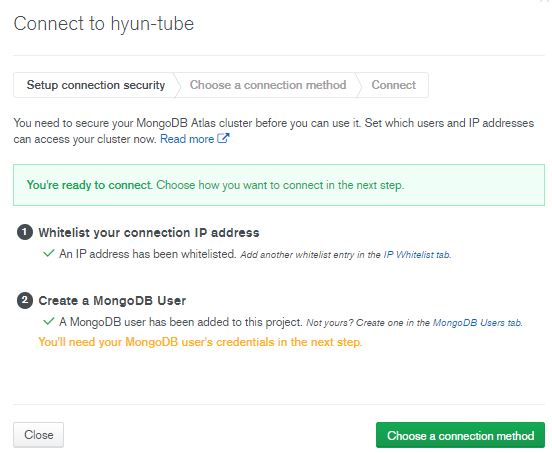 Connect to hyun-tube
Setup connection security
Choose a connection method
Connect
You need to secure your MongoDB Atlas cluster before you can use it. Set which users and IP addresses
can access your cluster now. Read more
You're ready to connect. Choose how you want to connect in the next step.
1 Whitelist your connection IP address
An IP address has been whitelisted. Add another whitelist entry in the IP Whitelist tab.
2 Create a MongoDB User
A MongoDB user has been added to this project. Not yours? Create one in the MongoDB Users tab.
You'll need your MongoDB user's credentials in the next step.
Close
Choose a connection method